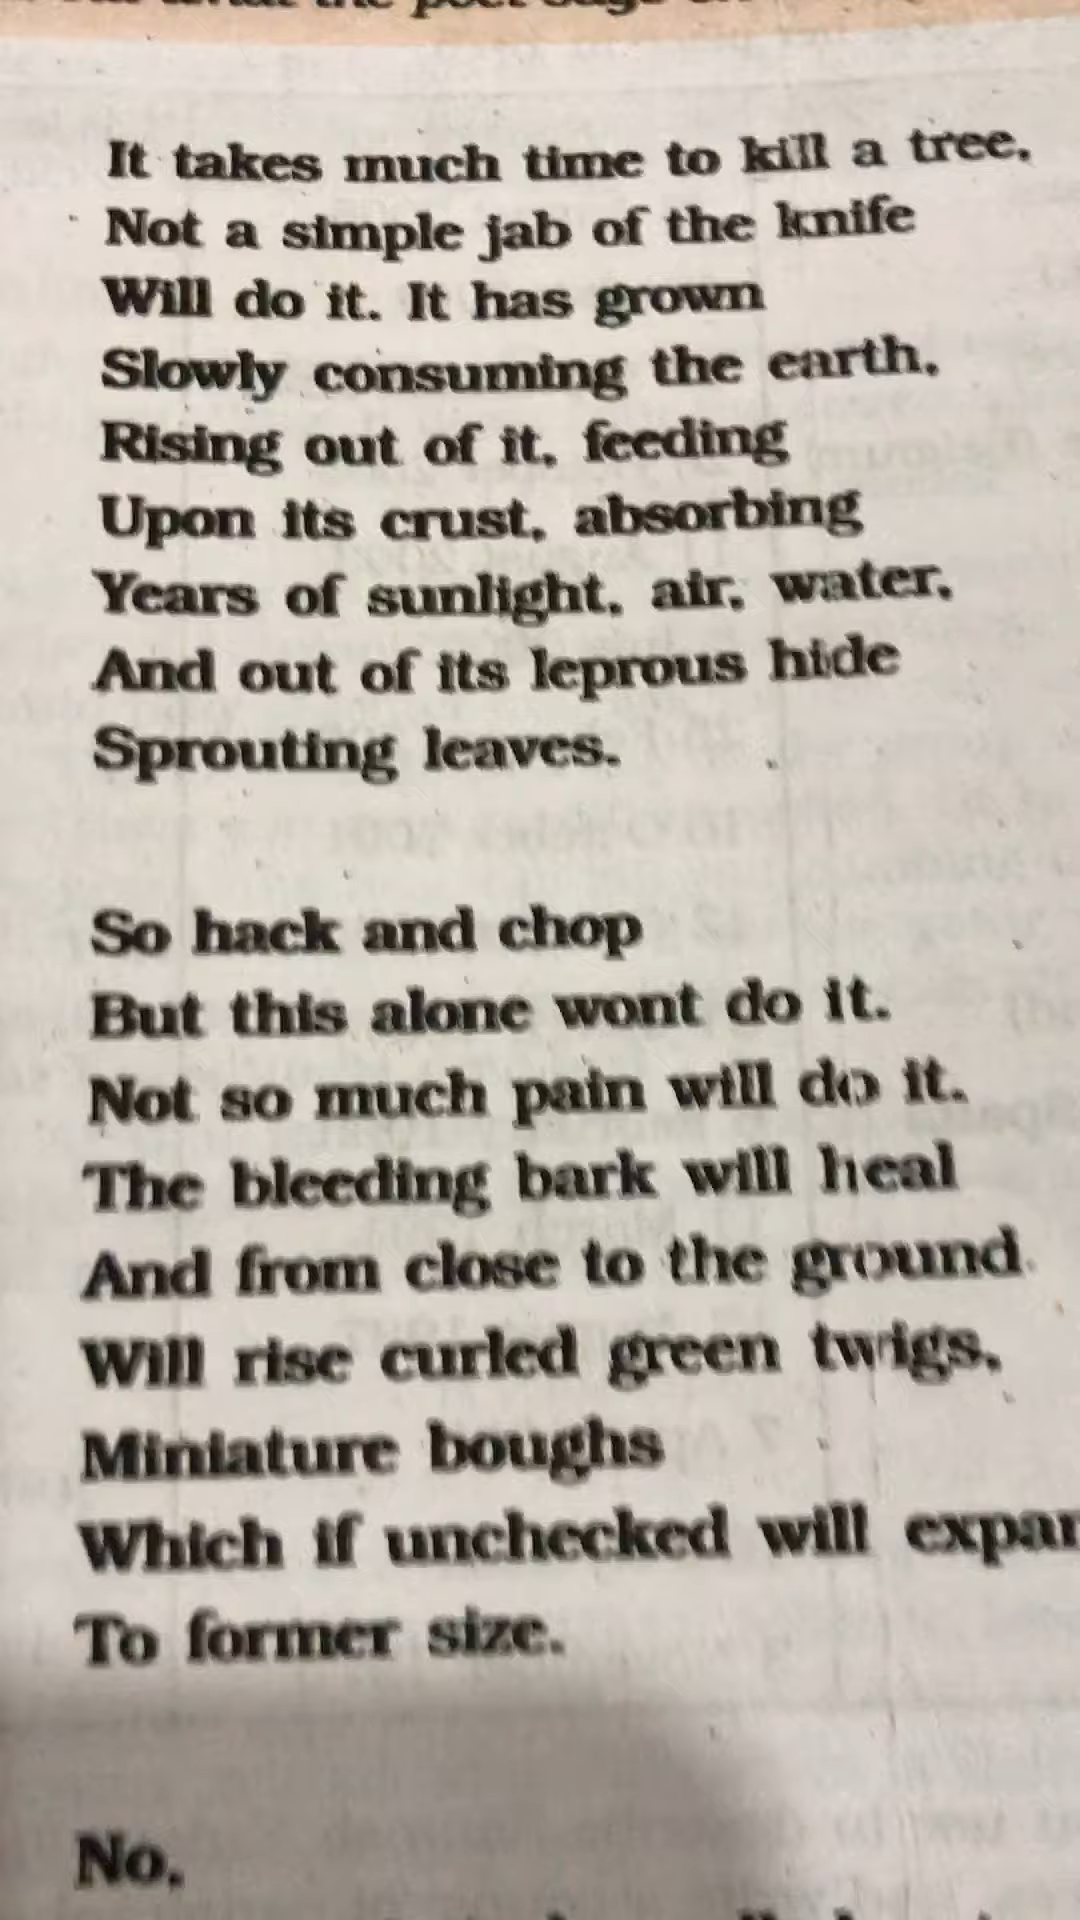 the poet says
It takes much time to kill a tree,
Not a simple jab of the knife
Will do it. It has grown
Slowly consuming the earth,
Rising out of it, feeding
Upon its crust, absorbing
Years of sunlight, air, water,
And out of its leprous hide
Sprouting leaves.
So hack and chop
But this alone wont do it.
Not so much pain will do it.
The bleeding bark will heal
And from close to the ground
Will rise curled green twigs,
Miniature boughs
Which if unchecked will expan
To former size.
No,